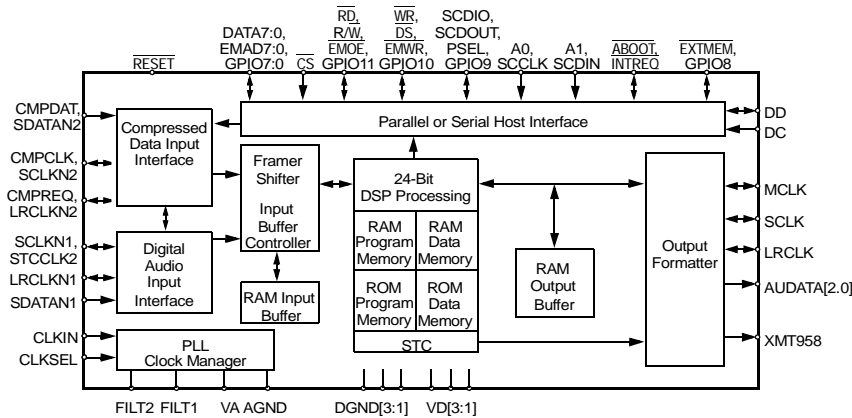 DATA7:0,
EMAD7:0,
GPIO7:0
RD,
R/W,
EMOE,
GPIO11
WR,
DS,
EMWR,
GPIO10
SCDIO,
SCDOUT,
PSEL,
GPIO9
A0,
SCCLK
A1,
SCDIN
ABOOT,
INTREQ
EXTMEM,
GPIO8
RESET
CS
CMPDAT,
SDATAN2
CMPCLK,
SCLKN2
CMPREQ,
LRCLKN2
SCLKN1,
STCCLK2
LRCLKN1
SDATAN1
CLKIN
CLKSEL
Compressed
Data Input
Interface
Digital
Audio
Input
Interface
Framer
Shifter
Input
Buffer
Controller
RAM Input
Buffer
PLL
Clock Manager
Parallel or Serial Host Interface
24-Bit
DSP Processing
RAM
Program
Memory
RAM
Data
Memory
ROM
Program
Memory
ROM
Data
Memory
STC
RAM
Output
Buffer
Output
Formatter
DD
DC
MCLK
SCLK
LRCLK
AUDATA[2.0]
XMT958
FILT2 FILT1
VA AGND
DGND[3:1]
VD[3:1]